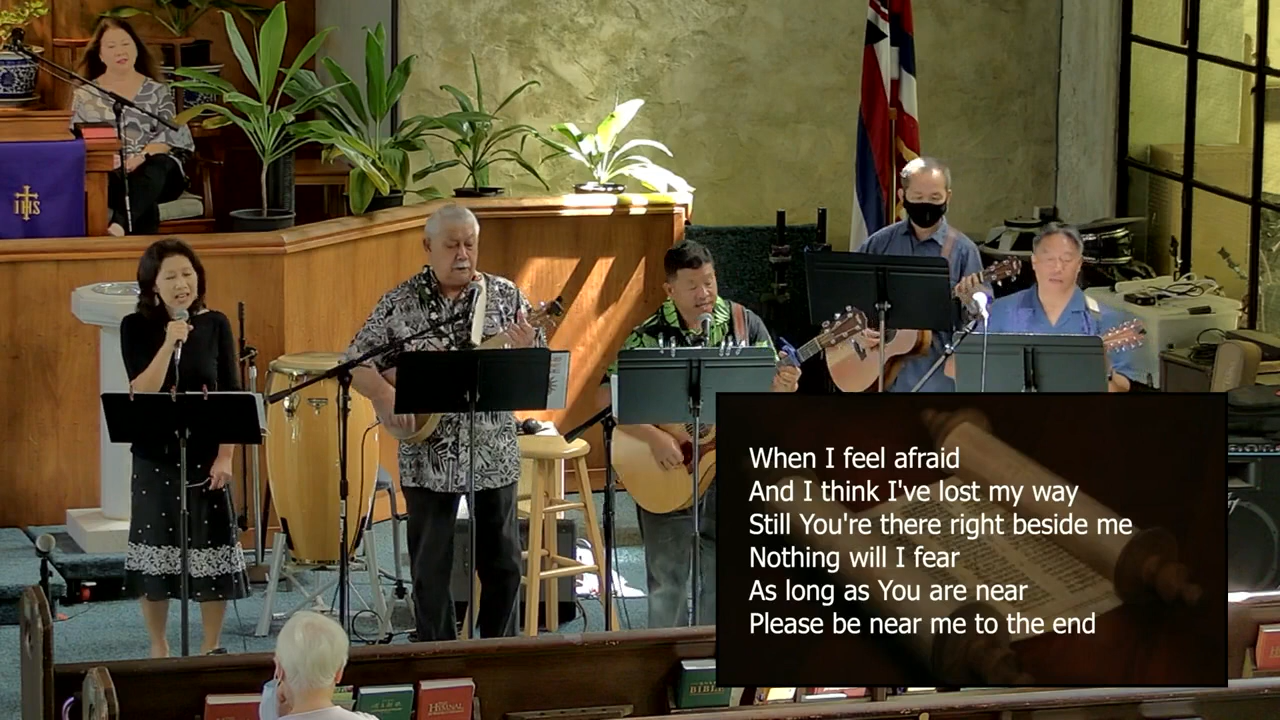 IHS
When I feel afraid
And I think I've lost my way
Still You're there right beside me
Nothing will I fear
As long as You are near
Please be near me to the end
BIBLE
HYMNAL